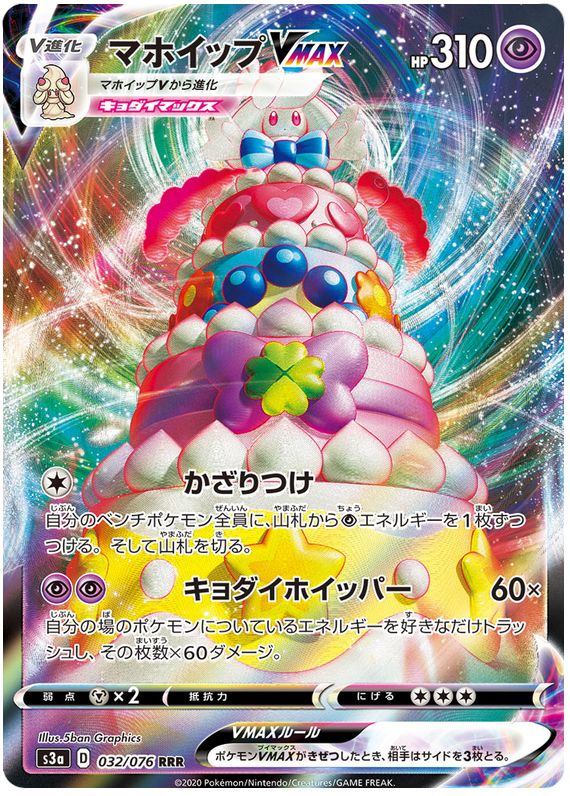 V進化
マホイップVMAX
HP310
マホイップVから進化
キョダイマックス
かざりつけ
自分のベンチポケモン全員に、山札から超エネルギーを1枚ずつ
つける。そして山札を切る。
キョダイホイッパー 60×
自分の場のポケモンについているエネルギーを好きなだけトラッ
シュし、その枚数×60ダメージ。
弱点 ×2 抵抗力 にげる
Illus.5ban Graphics
VMAXルール
s3a D 032/076 RRR
ポケモンVMAXがきぜつしたとき、相手はサイドを3枚とる。
©2020 Pokémon/Nintendo/Creatures/GAME FREAK.